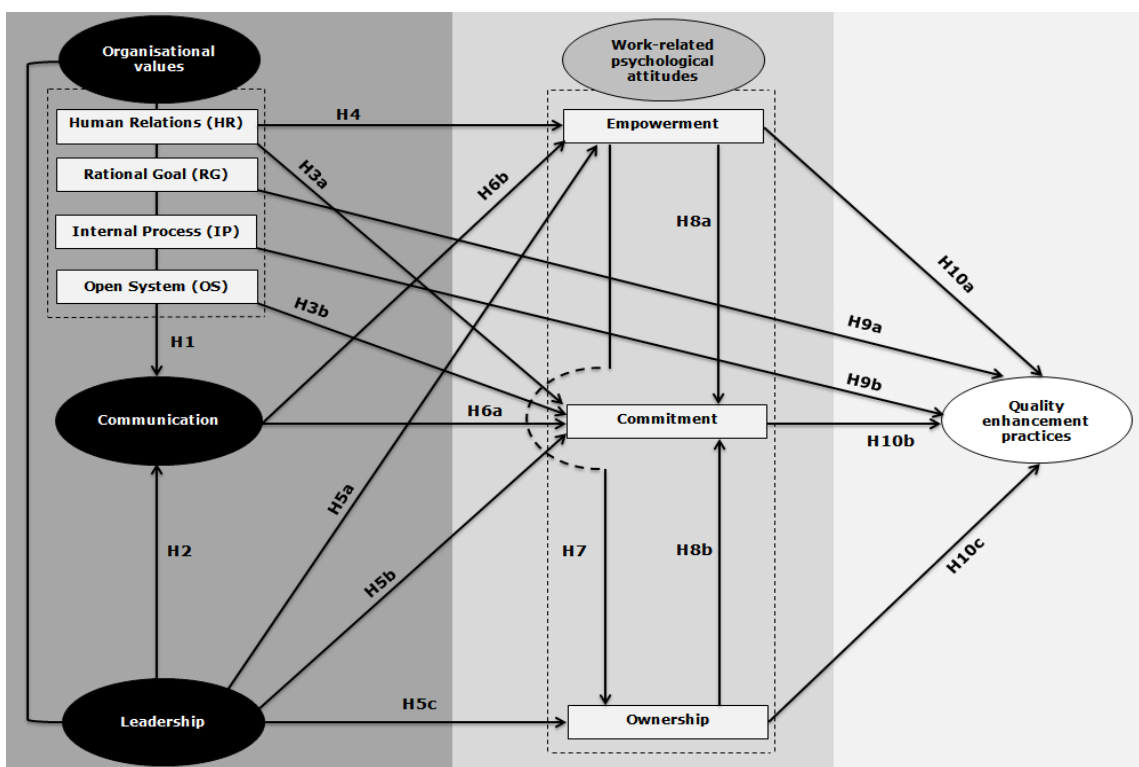 Organisational
values
Work-related
psychological
attitudes
Human Relations (HR)
H4
Empowerment
H3a
H6b
Rational Goal (RG)
Internal Process (IP)
H8a
Open System (OS)
H10a
H3b
H9a
H1
H9b
Communication
H6a
Commitment
H10b
Quality
enhancement
practices
H5a
H2
H5b
H7
H8b
H10c
Leadership
H5c
Ownership